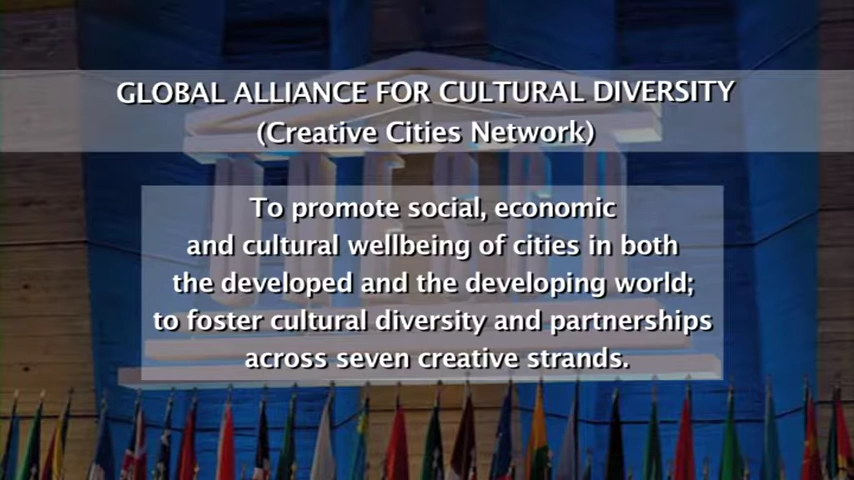 GLOBAL ALLIANCE FOR CULTURAL DIVERSITY
(Creative Cities Network)
To promote social, economic
and cultural wellbeing of cities in both
the developed and the developing world;
to foster cultural diversity and partnerships
across seven creative strands.